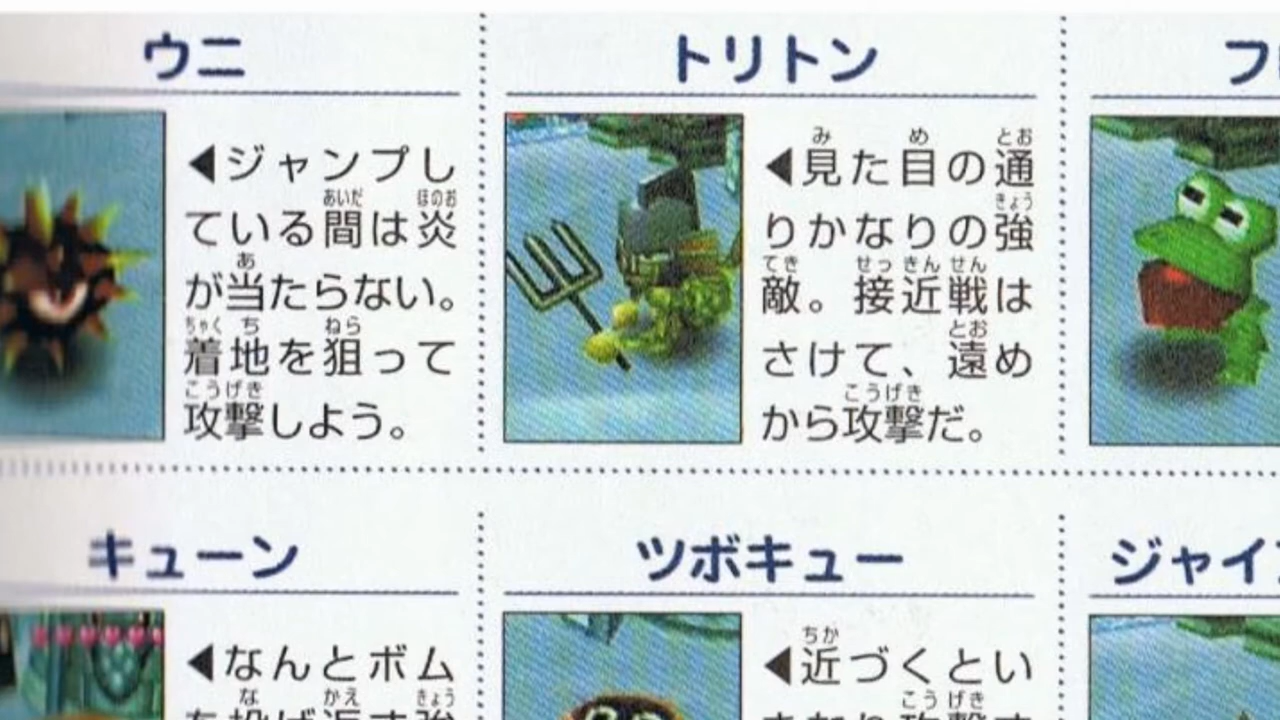 ウニ
◀ジャンプし
ている間は炎
が当たらない。
着地を狙って
攻撃しよう。
トリトン
◀見た目の通
りかなりの強
敵。接近戦は
さけて、遠め
から攻撃だ。
フ
キューン
◀なんとボム
ツボキュー
◀近づくとい
ジャイ